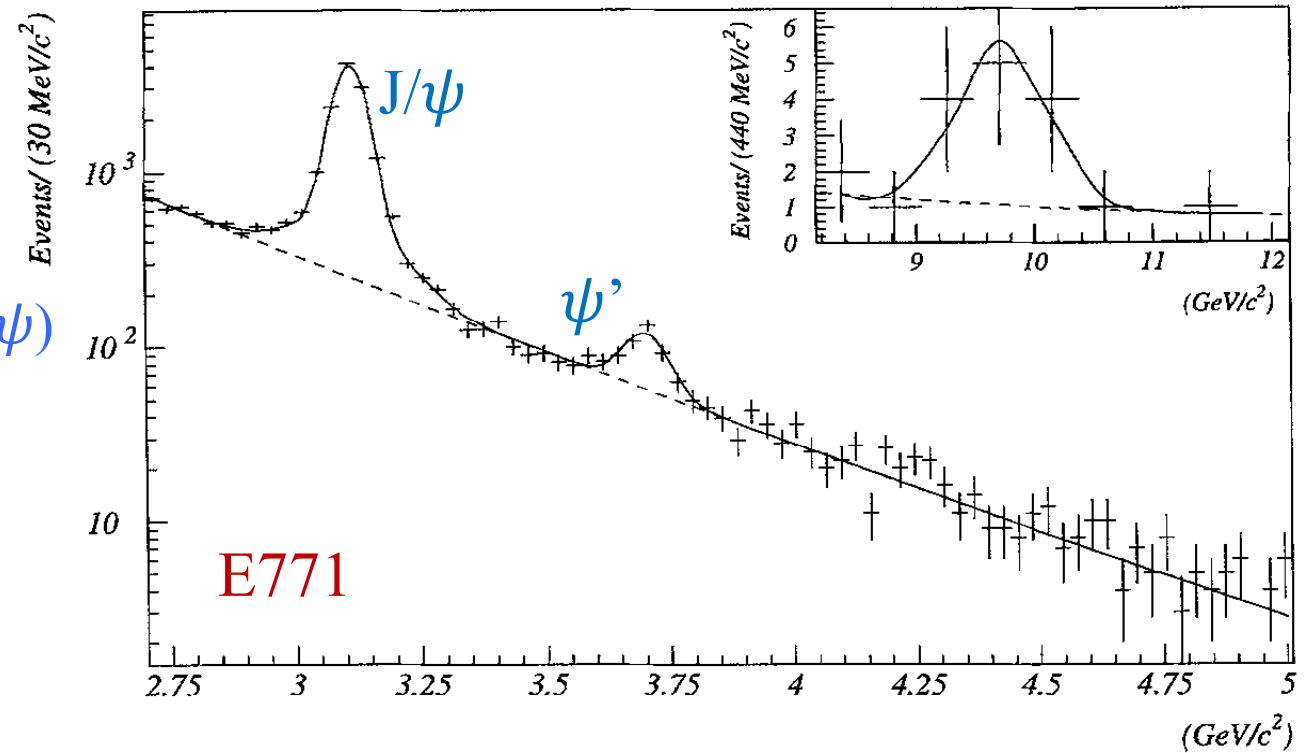 Events/ (30 MeV/c²)
10³
10²
10
J/ψ
ψ’
ψ)
E771
2.75 3 3.25 3.5 3.75 4 4.25 4.5 4.75 5
(GeV/c²)
Events/ (440 MeV/c²)
6
5
4
3
2
1
0
9 10 11 12
(GeV/c²)